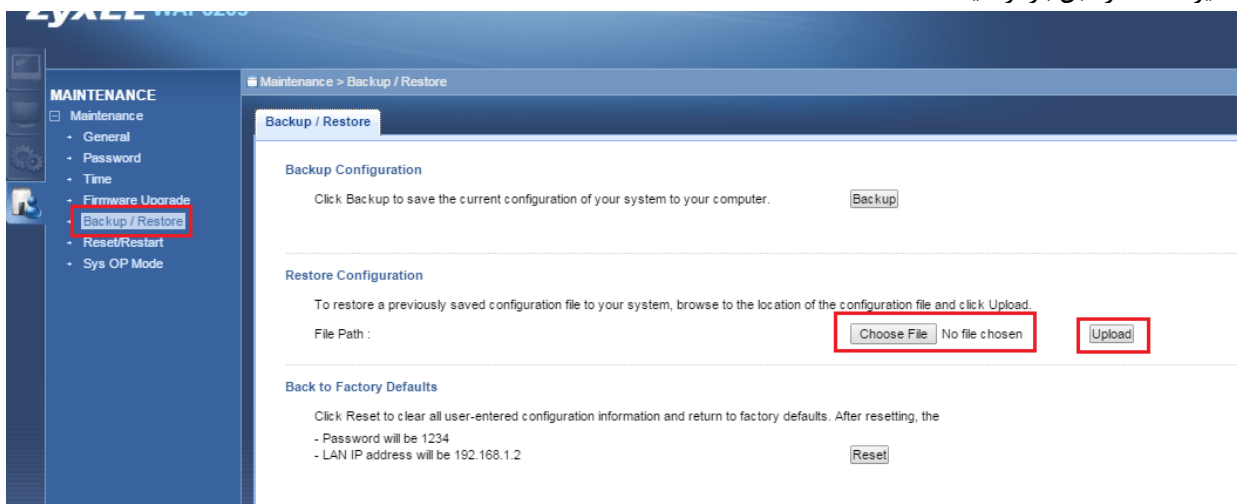 ZyXEL
Maintenance > Backup / Restore
MAINTENANCE
Maintenance
General
Password
Time
Firmware Upgrade
Backup / Restore
Reset/Restart
Sys OP Mode
Backup / Restore
Backup Configuration
Click Backup to save the current configuration of your system to your computer. Backup
Restore Configuration
To restore a previously saved configuration file to your system, browse to the location of the configuration file and click Upload.
File Path : Choose File No file chosen Upload
Back to Factory Defaults
Click Reset to clear all user-entered configuration information and return to factory defaults. After resetting, the
- Password will be 1234
- LAN IP address will be 192.168.1.2 Reset